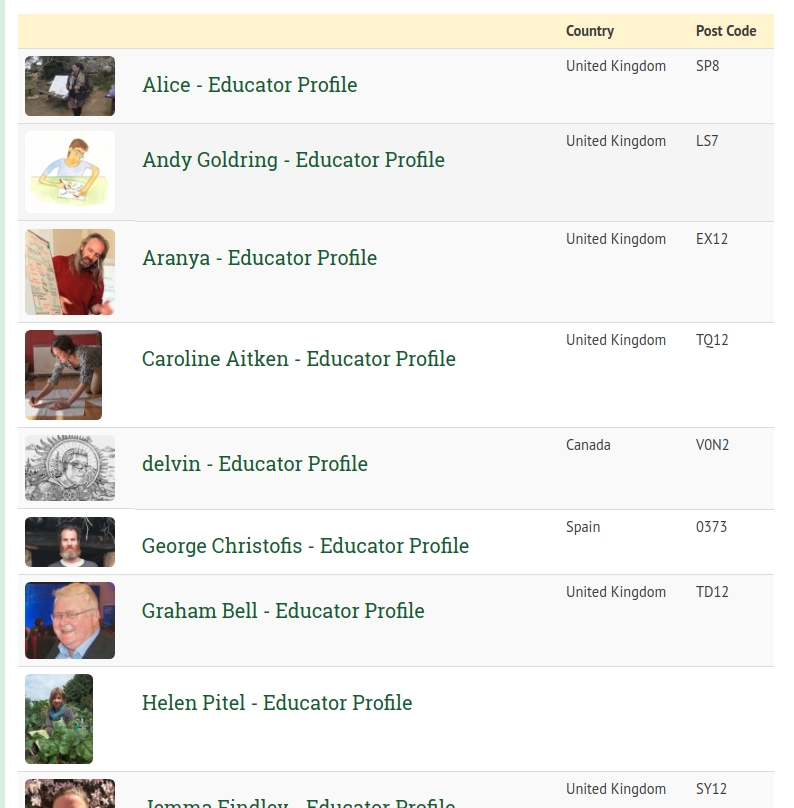 Country Post Code
Alice - Educator Profile United Kingdom SP8
Andy Goldring - Educator Profile United Kingdom LS7
Aranya - Educator Profile United Kingdom EX12
Caroline Aitken - Educator Profile United Kingdom TQ12
delvin - Educator Profile Canada V0N2
George Christofis - Educator Profile Spain 0373
Graham Bell - Educator Profile United Kingdom TD12
Helen Pitel - Educator Profile
Jemma Findley - Educator Profile United Kingdom SY12